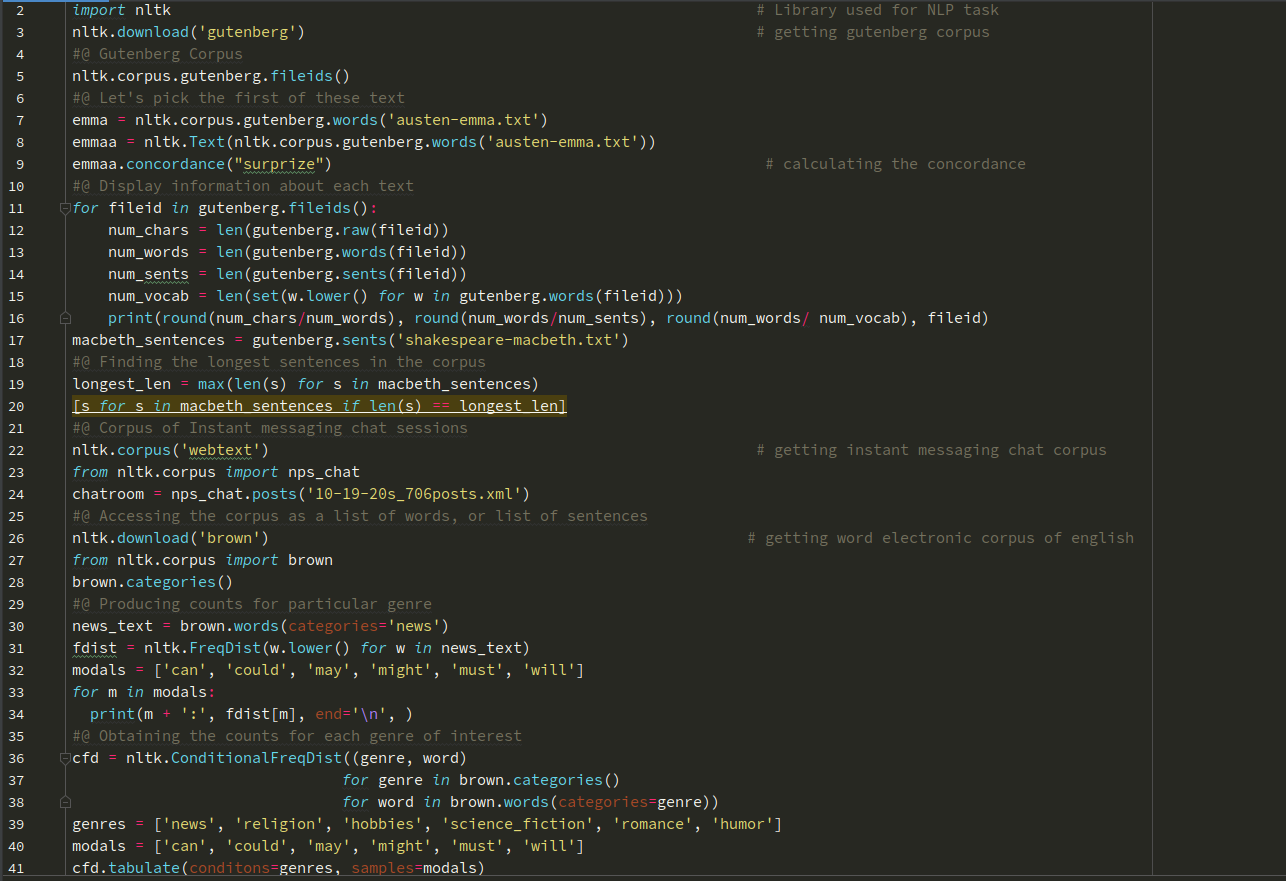 2 import nltk # Library used for NLP task
3 nltk.download('gutenberg') # getting gutenberg corpus
4 #@ Gutenberg Corpus
5 nltk.corpus.gutenberg.fileids()
6 #@ Let's pick the first of these text
7 emma = nltk.corpus.gutenberg.words('austen-emma.txt')
8 emmaa = nltk.Text(nltk.corpus.gutenberg.words('austen-emma.txt'))
9 emmaa.concordance("surprize") # calculating the concordance
10 #@ Display information about each text
11 for fileid in gutenberg.fileids():
12     num_chars = len(gutenberg.raw(fileid))
13     num_words = len(gutenberg.words(fileid))
14     num_sents = len(gutenberg.sents(fileid))
15     num_vocab = len(set(w.lower() for w in gutenberg.words(fileid)))
16     print(round(num_chars/num_words), round(num_words/num_sents), round(num_words/ num_vocab), fileid)
17 macbeth_sentences = gutenberg.sents('shakespeare-macbeth.txt')
18 #@ Finding the longest sentences in the corpus
19 longest_len = max(len(s) for s in macbeth_sentences)
20 [s for s in macbeth_sentences if len(s) == longest_len]
21 #@ Corpus of Instant messaging chat sessions
22 nltk.corpus('webtext') # getting instant messaging chat corpus
23 from nltk.corpus import nps_chat
24 chatroom = nps_chat.posts('10-19-20s_706posts.xml')
25 #@ Accessing the corpus as a list of words, or list of sentences
26 nltk.download('brown') # getting word electronic corpus of english
27 from nltk.corpus import brown
28 brown.categories()
29 #@ Producing counts for particular genre
30 news_text = brown.words(categories='news')
31 fdist = nltk.FreqDist(w.lower() for w in news_text)
32 modals = ['can', 'could', 'may', 'might', 'must', 'will']
33 for m in modals:
34   print(m + ':', fdist[m], end='\n', )
35 #@ Obtaining the counts for each genre of interest
36 cfd = nltk.ConditionalFreqDist((genre, word)
37                               for genre in brown.categories()
38                               for word in brown.words(categories=genre))
39 genres = ['news', 'religion', 'hobbies', 'science_fiction', 'romance', 'humor']
40 modals = ['can', 'could', 'may', 'might', 'must', 'will']
41 cfd.tabulate(conditons=genres, samples=modals)